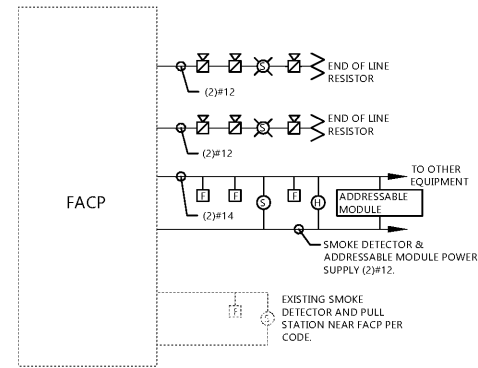 END OF LINE
RESISTOR
(2)#12
S
END OF LINE
RESISTOR
(2)#12
S
TO OTHER
EQUIPMENT
FACP
F
F
F
ADDRESSABLE
MODULE
S
H
(2)#14
SMOKE DETECTOR &
ADDRESSABLE MODULE POWER
SUPPLY (2)#12.
EXISTING SMOKE
DETECTOR AND PULL
STATION NEAR FACP PER
CODE.
F
S